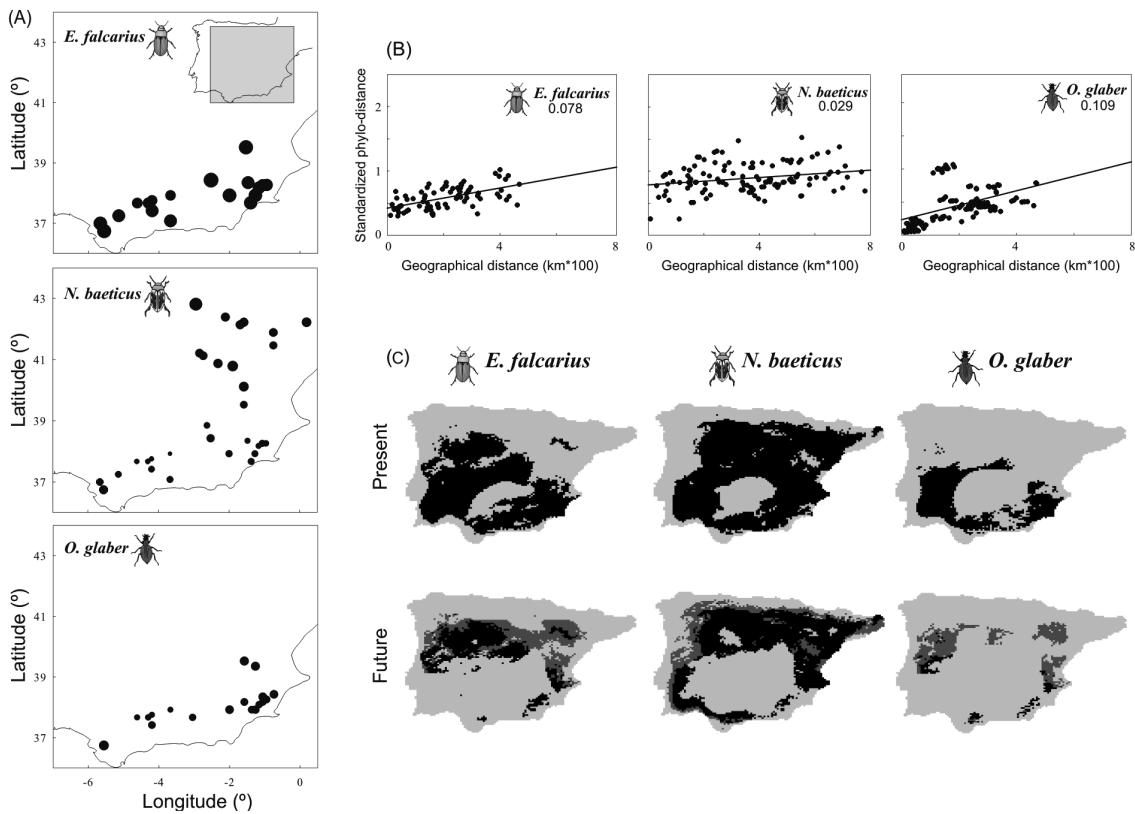 (A)
E. falcarius
43
41
39
37
Latitude (º)
N. baeticus
43
41
39
37
Latitude (º)
O. glaber
43
41
39
37
Latitude (º)
-6
-4
-2
0
Longitude (º)
(B)
Standardized phylo-distance
2
1
0
E. falcarius
0.078
0
4
8
Geographical distance (km*100)
N. baeticus
0.029
0
4
8
Geographical distance (km*100)
O. glaber
0.109
0
4
8
Geographical distance (km*100)
(C)
E. falcarius
N. baeticus
O. glaber
Present
Future